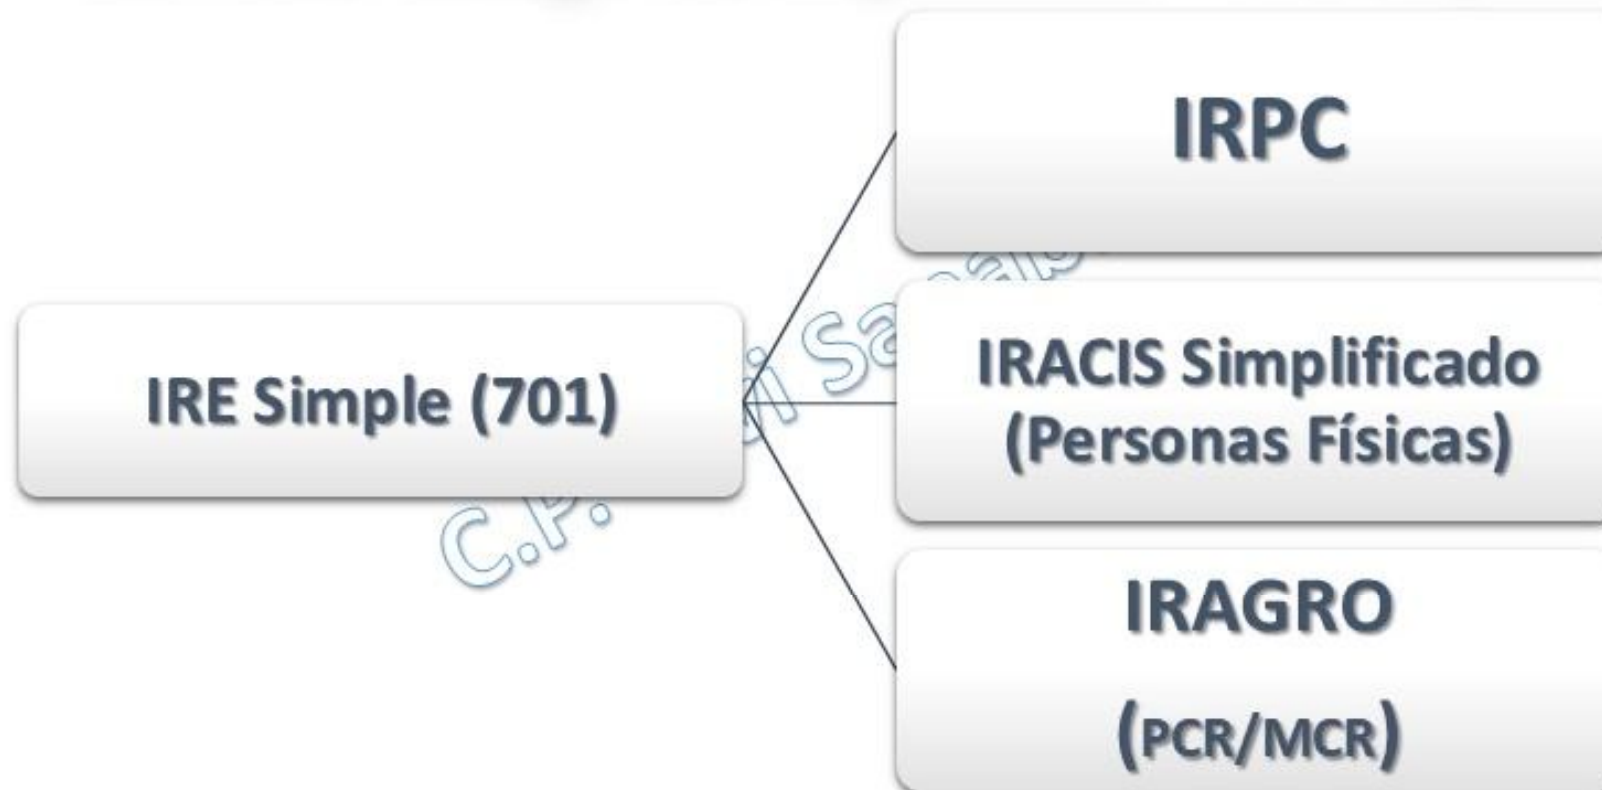 IRPC
IRE Simple (701)
IRACIS Simplificado
(Personas Físicas)
IRAGRO
(PCR/MCR)
C.P.